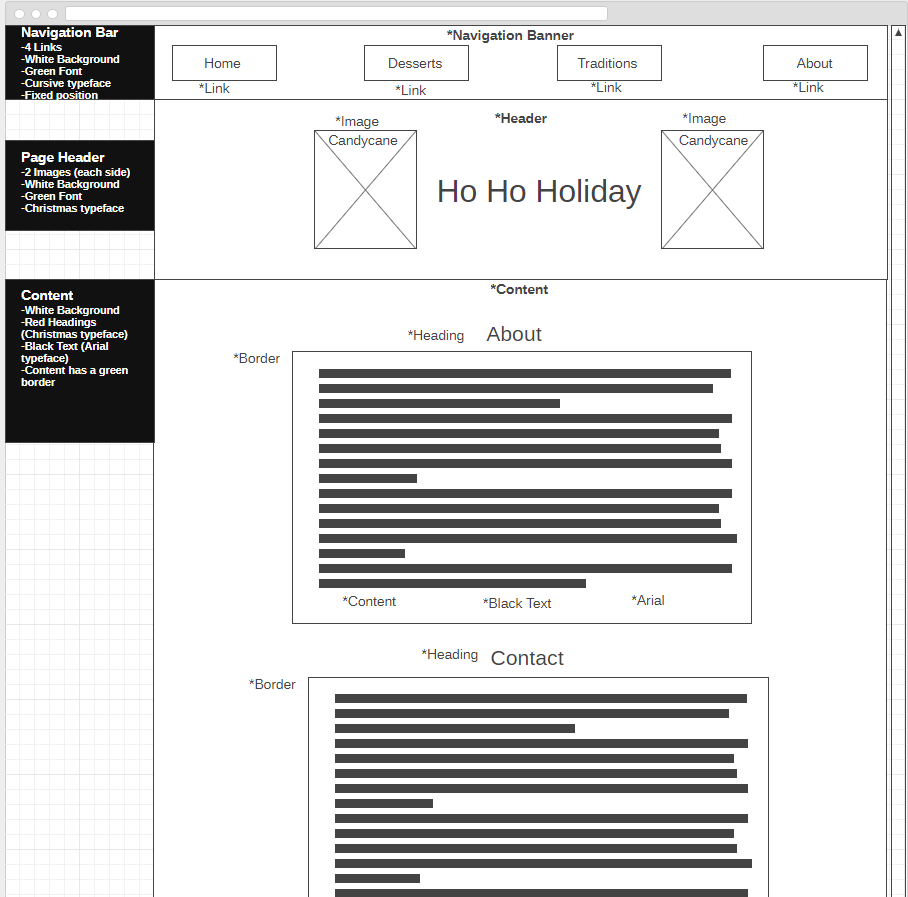 Navigation Bar
-4 Links
-White Background
-Green Font
-Cursive typeface
-Fixed position
*Navigation Banner
Home
Desserts
Traditions
About
*Link
*Link
*Link
*Link
Page Header
-2 Images (each side)
-White Background
-Green Font
-Christmas typeface
*Header
*Image
*Image
Candycane
Candycane
Ho Ho Holiday
Content
-White Background
-Red Headings
(Christmas typeface)
-Black Text (Arial
typeface)
-Content has a green
border
*Content
*Heading
About
*Border
*Content
*Black Text
*Arial
*Heading
Contact
*Border